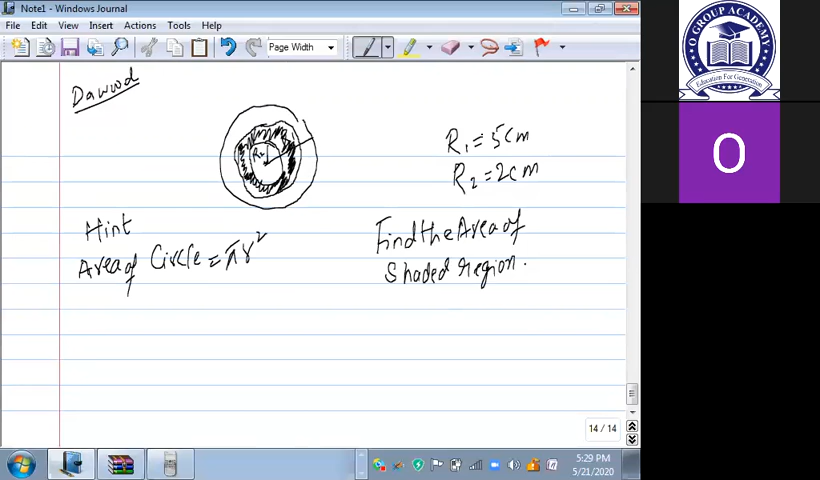 Note1 - Windows Journal
File Edit View Insert Actions Tools Help
Page Width
Dawood
R2
R1 = 5cm
R2 = 2cm
Hint
Area of Circle = πr²
Find the Area of
Shaded region.
14 / 14
5:29 PM
5/21/2020
O GROUP ACADEMY
Education For Generation
O